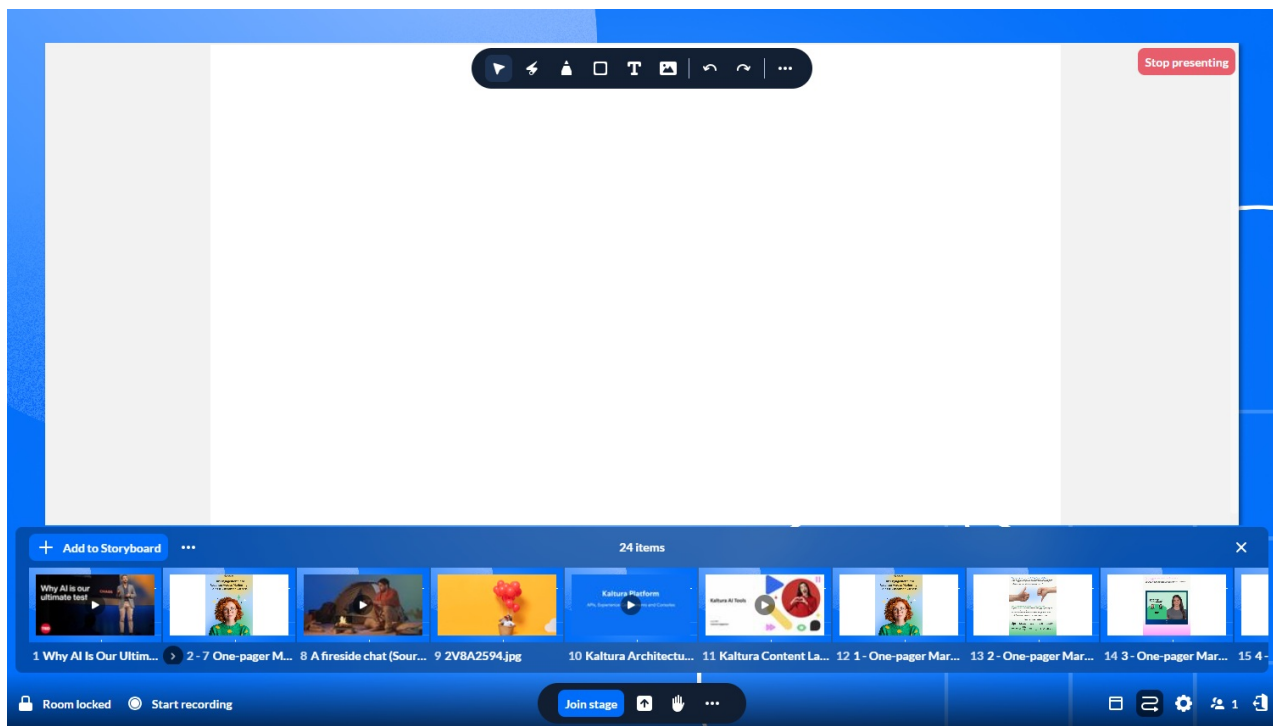 Stop presenting
Add to Storyboard
24 items
Why AI is our
ultimate test
Kaltura Platform
Kaltura AI Tools
1 Why AI Is Our Ultim...
2 - 7 One-pager M...
8 A fireside chat (Sour...
9 2V8A2594.jpg
10 Kaltura Architectu...
11 Kaltura Content La...
12 1 - One-pager Mar...
13 2 - One-pager Mar...
14 3 - One-pager Mar...
15 4 -
Room locked
Start recording
Join stage
1